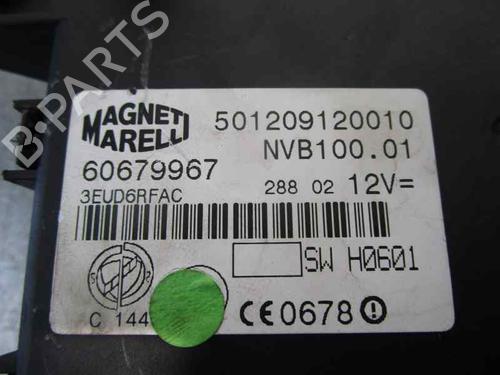 MAGNETI MARELLI
501209120010
NVB100.01
60679967
3EUD6RFAC
288 02 12V=
SW H0601
C 144
CE0678
B-PARTS